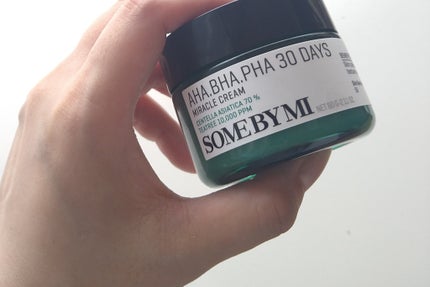 AHA.BHA.PHA 30 DAYS
MIRACLE CREAM
CENTELLA ASIATICA 70 %
TEATREE 10,000 PPM
SOME BY MI